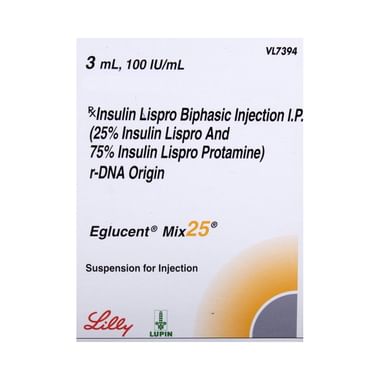 VL7394
3 mL, 100 IU/mL
RxInsulin Lispro Biphasic Injection I.P.
(25% Insulin Lispro And
75% Insulin Lispro Protamine)
r-DNA Origin
Eglucent® Mix25®
Suspension for Injection
Lilly
LUPIN